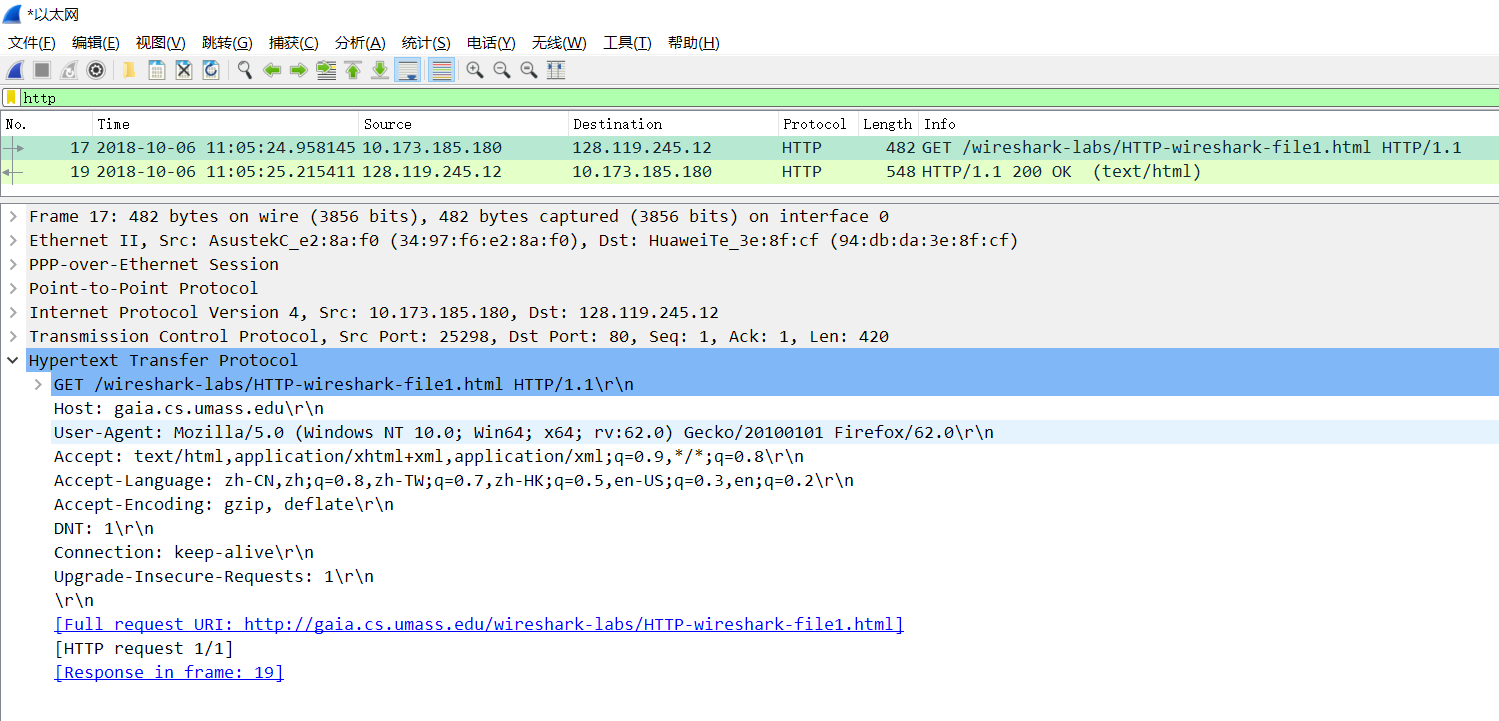 *以太网
文件(F) 编辑(E) 视图(V) 跳转(G) 捕获(C) 分析(A) 统计(S) 电话(Y) 无线(W) 工具(T) 帮助(H)
http
No. Time Source Destination Protocol Length Info
17 2018-10-06 11:05:24.958145 10.173.185.180 128.119.245.12 HTTP 482 GET /wireshark-labs/HTTP-wireshark-file1.html HTTP/1.1
19 2018-10-06 11:05:25.215411 128.119.245.12 10.173.185.180 HTTP 548 HTTP/1.1 200 OK (text/html)
Frame 17: 482 bytes on wire (3856 bits), 482 bytes captured (3856 bits) on interface 0
Ethernet II, Src: AsustekC_e2:8a:f0 (34:97:f6:e2:8a:f0), Dst: HuaweiTe_3e:8f:cf (94:db:da:3e:8f:cf)
PPP-over-Ethernet Session
Point-to-Point Protocol
Internet Protocol Version 4, Src: 10.173.185.180, Dst: 128.119.245.12
Transmission Control Protocol, Src Port: 25298, Dst Port: 80, Seq: 1, Ack: 1, Len: 420
Hypertext Transfer Protocol
GET /wireshark-labs/HTTP-wireshark-file1.html HTTP/1.1\r\n
Host: gaia.cs.umass.edu\r\n
User-Agent: Mozilla/5.0 (Windows NT 10.0; Win64; x64; rv:62.0) Gecko/20100101 Firefox/62.0\r\n
Accept: text/html,application/xhtml+xml,application/xml;q=0.9,*/*;q=0.8\r\n
Accept-Language: zh-CN,zh;q=0.8,zh-TW;q=0.7,zh-HK;q=0.5,en-US;q=0.3,en;q=0.2\r\n
Accept-Encoding: gzip, deflate\r\n
DNT: 1\r\n
Connection: keep-alive\r\n
Upgrade-Insecure-Requests: 1\r\n
\r\n
[Full request URI: http://gaia.cs.umass.edu/wireshark-labs/HTTP-wireshark-file1.html]
[HTTP request 1/1]
[Response in frame: 19]